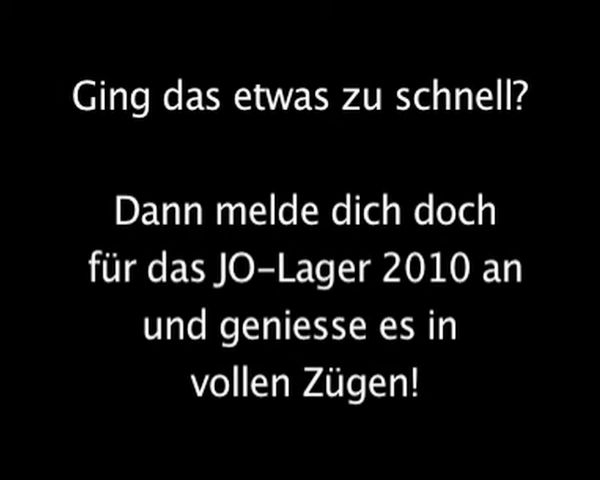 Ging das etwas zu schnell?
Dann melde dich doch
für das JO-Lager 2010 an
und geniesse es in
vollen Zügen!